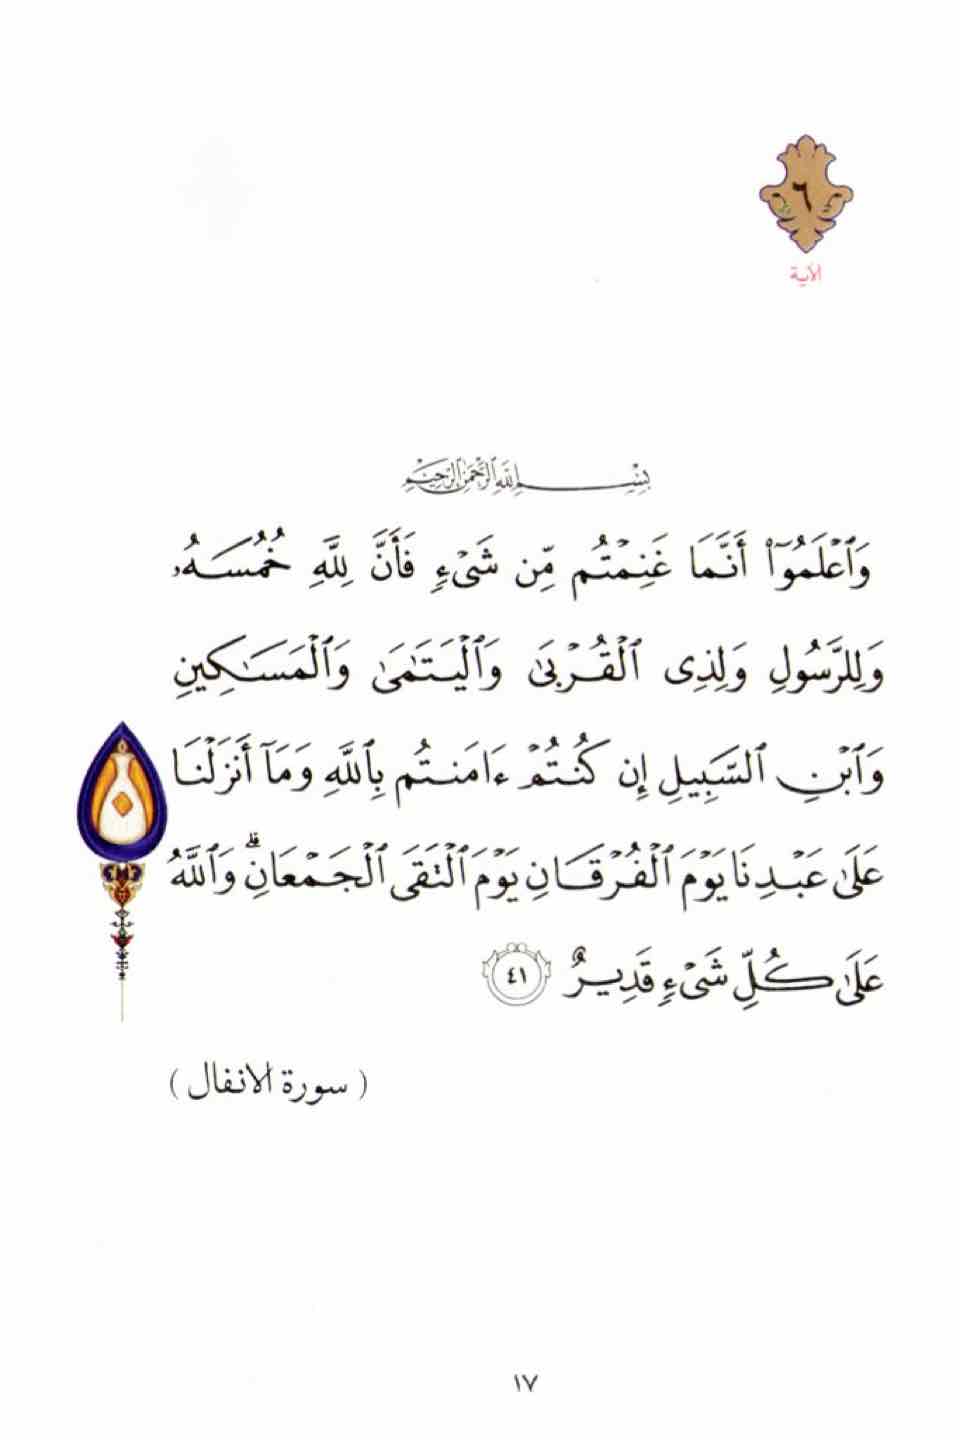 ٦
الآية
بِسْمِ اللَّهِ الرَّحْمَٰنِ الرَّحِيمِ
وَٱعْلَمُوٓا۟ أَنَّمَا غَنِمْتُم مِّن شَىْءٍ فَأَنَّ لِلَّهِ خُمُسَهُۥ
وَلِلرَّسُولِ وَلِذِى ٱلْقُرْبَىٰ وَٱلْيَتَـٰمَىٰ وَٱلْمَسَـٰكِينِ
وَٱبْنِ ٱلسَّبِيلِ إِن كُنتُمْ ءَامَنتُم بِٱللَّهِ وَمَآ أَنزَلْنَا
عَلَىٰ عَبْدِنَا يَوْمَ ٱلْفُرْقَانِ يَوْمَ ٱلْتَقَى ٱلْجَمْعَانِ ۗ وَٱللَّهُ
عَلَىٰ كُلِّ شَىْءٍ قَدِيرٌ ٤١
( سورة الانفال )
١٧